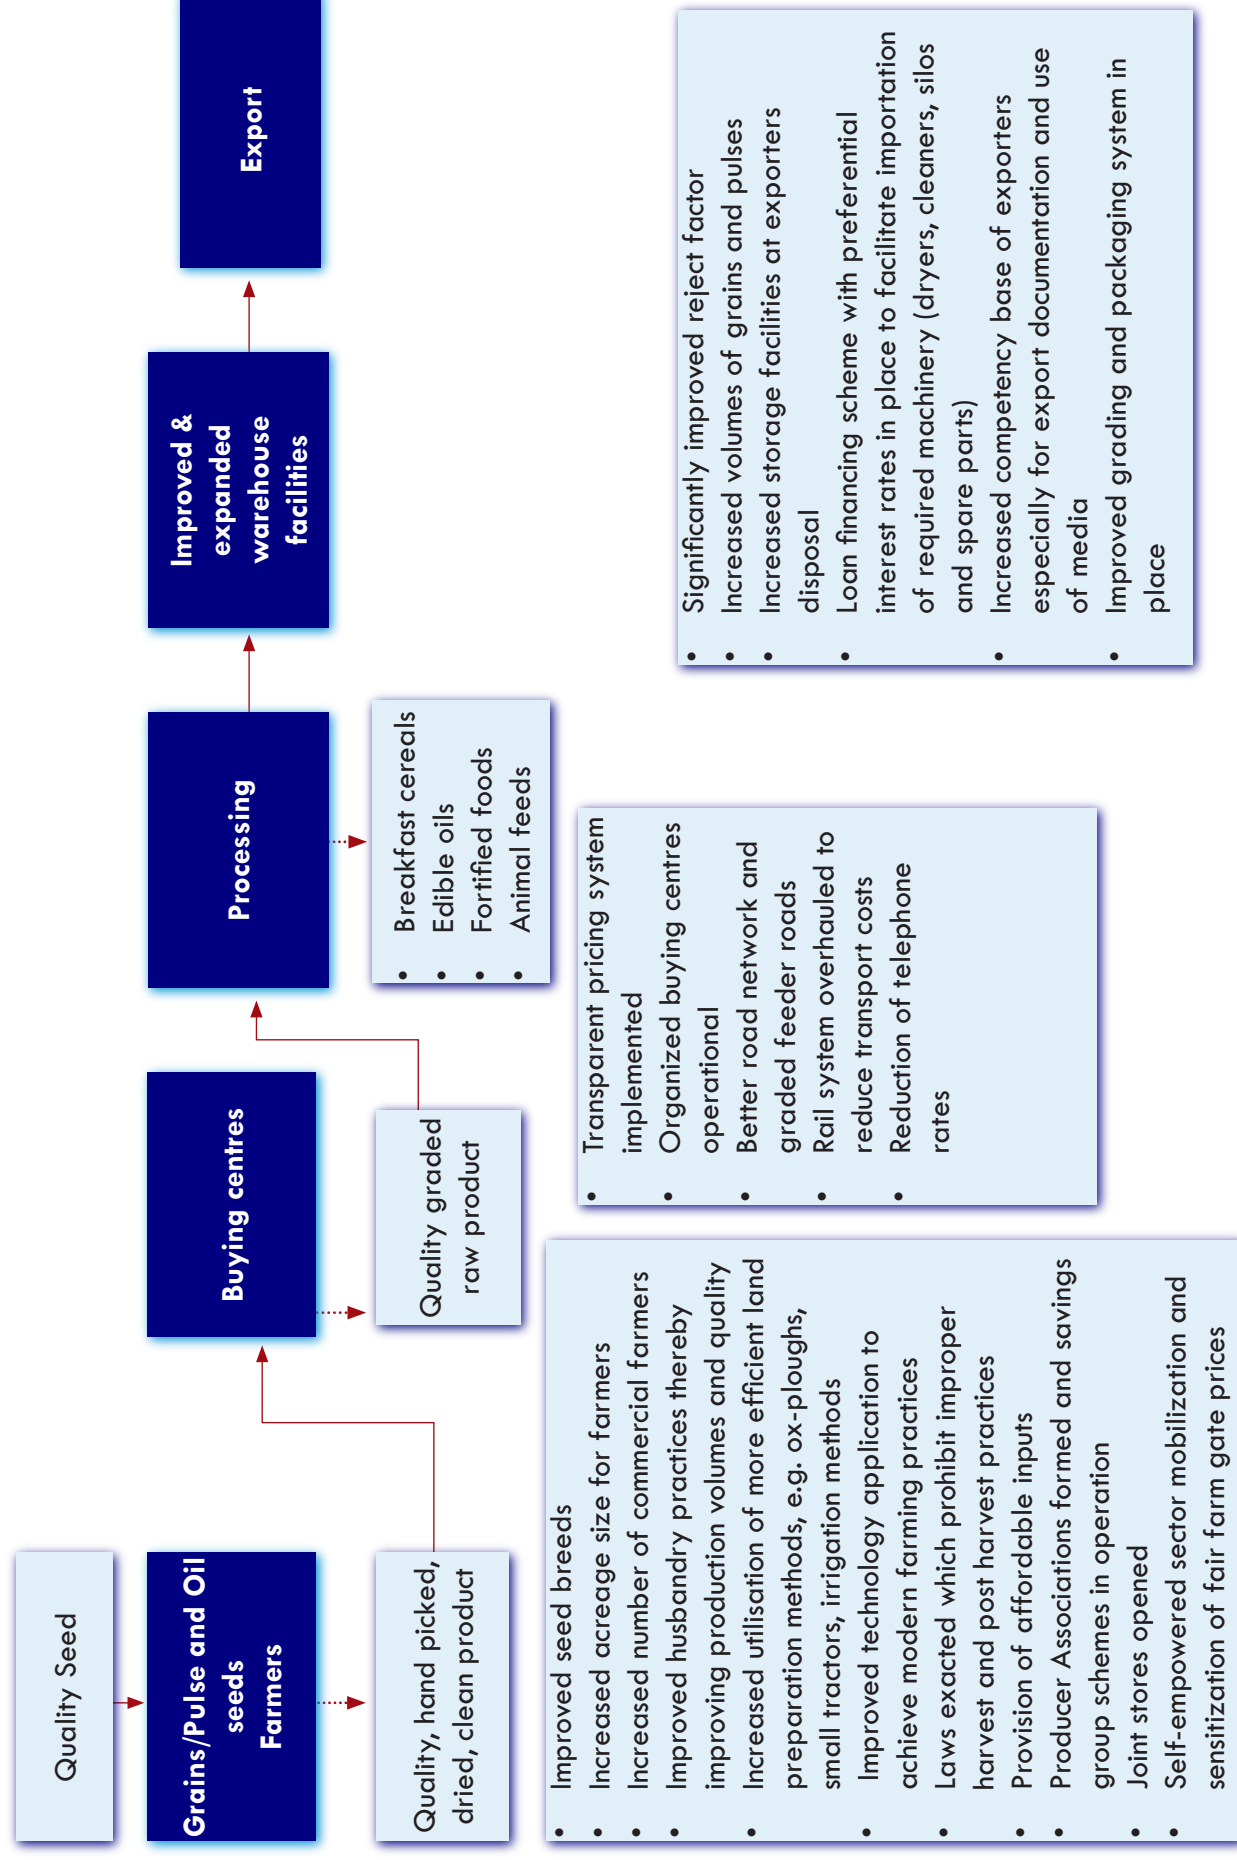 Quality Seed
Grains/Pulse and Oil
seeds
Farmers
Quality, hand picked,
dried, clean product
Buying centres
Quality graded
raw product
Processing
• Breakfast cereals
• Edible oils
• Fortified foods
• Animal feeds
Improved &
expanded
warehouse
facilities
Export
• Improved seed breeds
• Increased acreage size for farmers
• Increased number of commercial farmers
• Improved husbandry practices thereby
improving production volumes and quality
• Increased utilisation of more efficient land
preparation methods, e.g. ox-ploughs,
small tractors, irrigation methods
• Improved technology application to
achieve modern farming practices
• Laws exacted which prohibit improper
harvest and post harvest practices
• Provision of affordable inputs
• Producer Associations formed and savings
group schemes in operation
• Joint stores opened
• Self-empowered sector mobilization and
sensitization of fair farm gate prices
• Transparent pricing system
implemented
• Organized buying centres
operational
• Better road network and
graded feeder roads
• Rail system overhauled to
reduce transport costs
• Reduction of telephone
rates
• Significantly improved reject factor
• Increased volumes of grains and pulses
• Increased storage facilities at exporters
disposal
• Loan financing scheme with preferential
interest rates in place to facilitate importation
of required machinery (dryers, cleaners, silos
and spare parts)
• Increased competency base of exporters
especially for export documentation and use
of media
• Improved grading and packaging system in
place